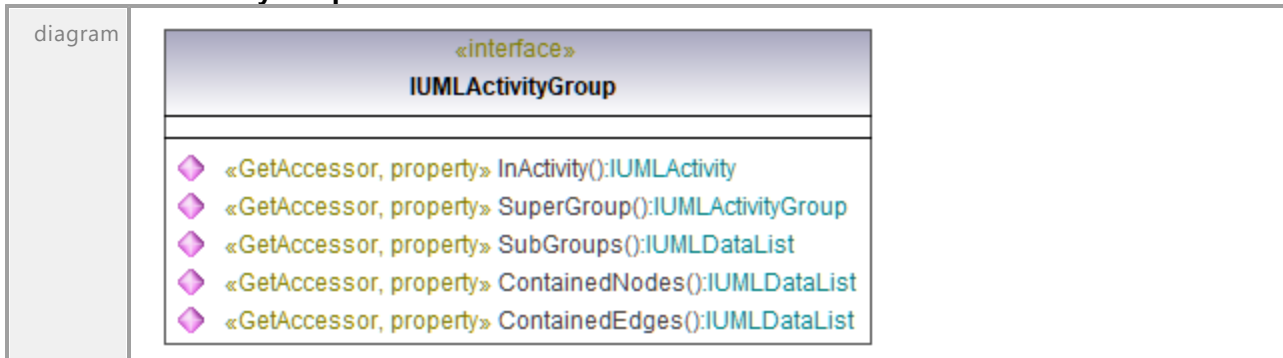 diagram
«interface»
IUMLActivityGroup
«GetAccessor, property» InActivity():IUMLActivity
«GetAccessor, property» SuperGroup():IUMLActivityGroup
«GetAccessor, property» SubGroups():IUMLDataList
«GetAccessor, property» ContainedNodes():IUMLDataList
«GetAccessor, property» ContainedEdges():IUMLDataList